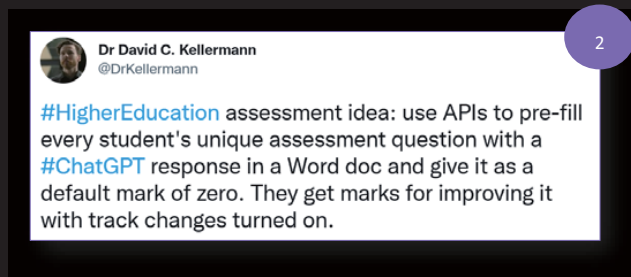 2
Dr David C. Kellermann
@DrKellermann
#HigherEducation assessment idea: use APIs to pre-fill
every student's unique assessment question with a
#ChatGPT response in a Word doc and give it as a
default mark of zero. They get marks for improving it
with track changes turned on.